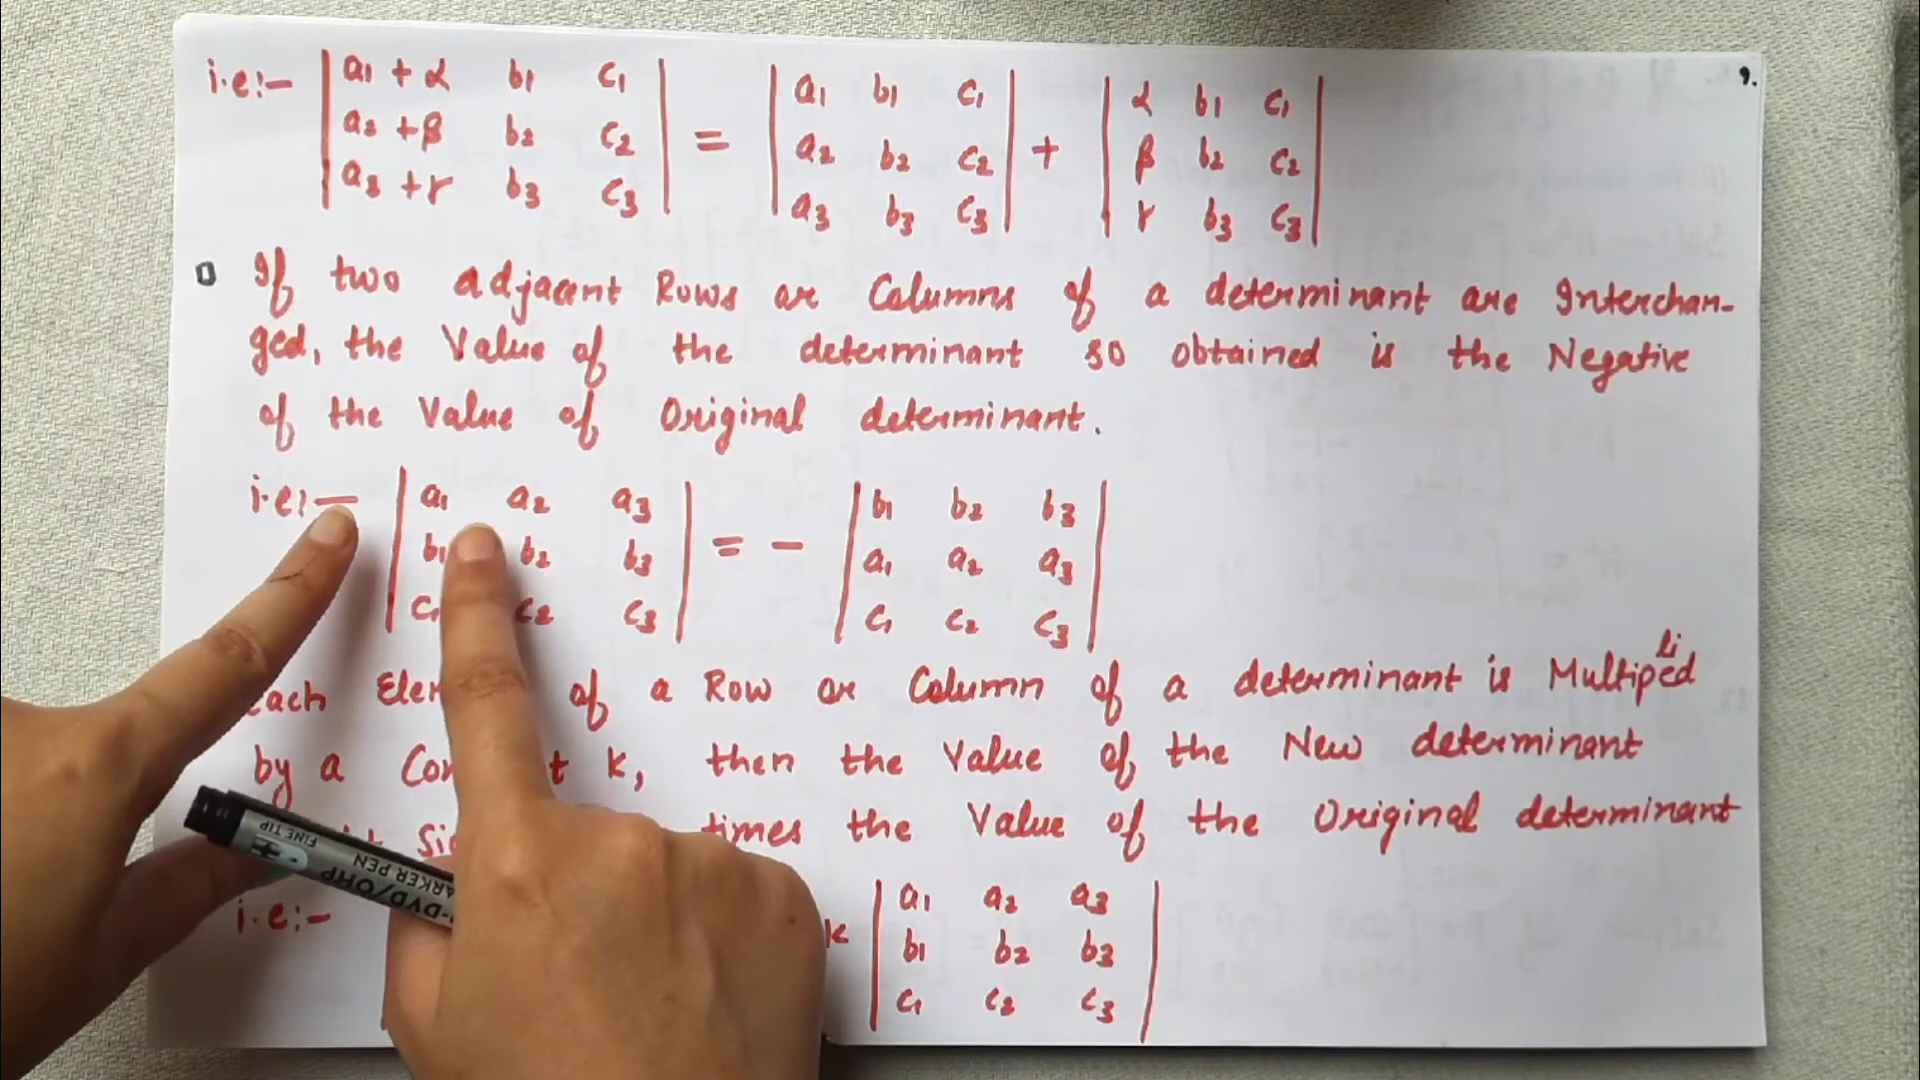 9.
i.e:- | a1 + α b1 c1 | = | a1 b1 c1 | + | α b1 c1 |
| a2 + β b2 c2 | | a2 b2 c2 | | β b2 c2 |
| a3 + r b3 c3 | | a3 b3 c3 | | r b3 c3 |
If two adjacent Rows or Columns of a determinant are Interchan-
ged, the Value of the determinant so obtained is the Negative
of the Value of Original determinant.
i.e:- | a1 a2 a3 | = - | b1 b2 b3 |
| b1 b2 b3 | | a1 a2 a3 |
| c1 c2 c3 | | c1 c2 c3 |
Each of a Row or Column of a determinant is Multiplied
by a k, then the Value of the New determinant
times the Value of the Original determinant
i.e:- k | a1 a2 a3 |
| b1 b2 b3 |
| c1 c2 c3 |
FINE TIP
-DVD/OHP
MARKER PEN